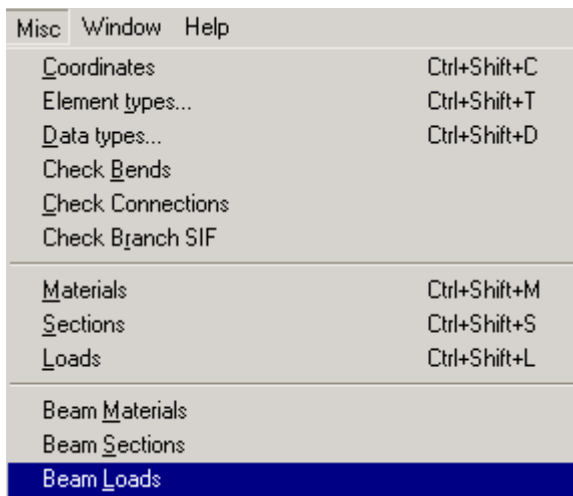 Misc Window Help
Coordinates Ctrl+Shift+C
Element types... Ctrl+Shift+T
Data types... Ctrl+Shift+D
Check Bends
Check Connections
Check Branch SIF
Materials Ctrl+Shift+M
Sections Ctrl+Shift+S
Loads Ctrl+Shift+L
Beam Materials
Beam Sections
Beam Loads